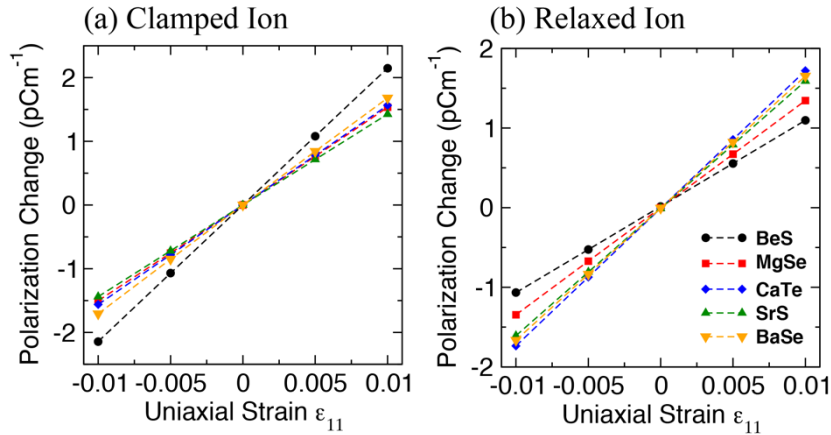 (a) Clamped Ion
Polarization Change (pCm⁻¹)
2
1
0
-1
-2
-0.01 -0.005 0 0.005 0.01
Uniaxial Strain ε₁₁
(b) Relaxed Ion
Polarization Change (pCm⁻¹)
2
1
0
-1
-2
BeS
MgSe
CaTe
SrS
BaSe
-0.01 -0.005 0 0.005 0.01
Uniaxial Strain ε₁₁